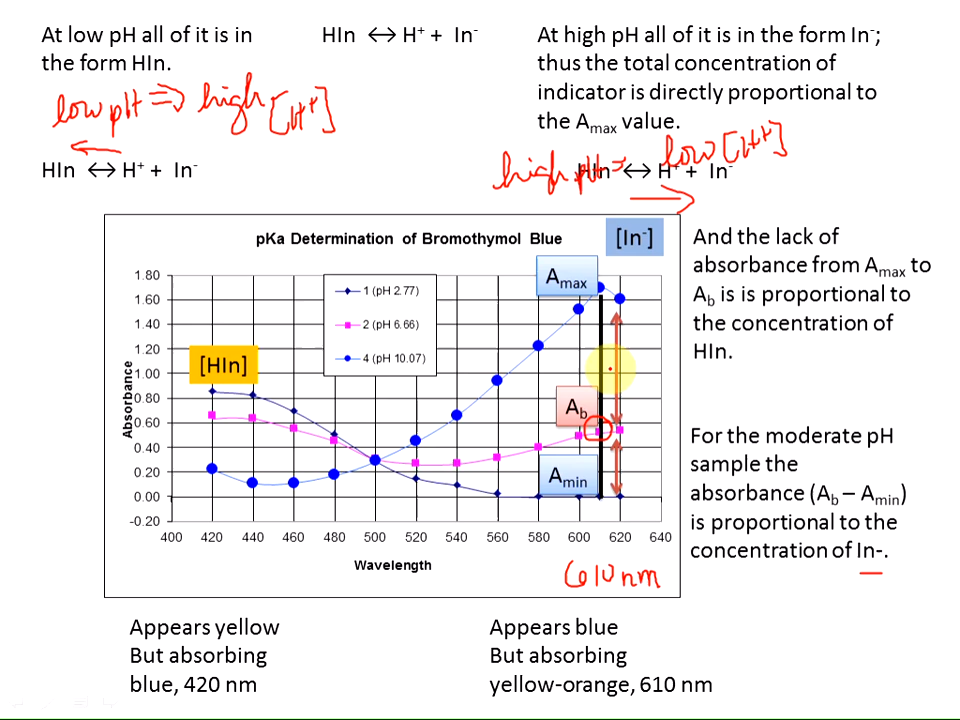 At low pH all of it is in
the form HIn.
HIn ↔ H⁺ + In⁻
At high pH all of it is in the form In⁻;
thus the total concentration of
indicator is directly proportional to
the Amax value.
low pH ⇒ high [H⁺]
HIn ↔ H⁺ + In⁻
high pH = low [H⁺]
HIn ↔ H⁺ + In⁻
pKa Determination of Bromothymol Blue
[In⁻]
Amax
1 (pH 2.77)
2 (pH 6.66)
4 (pH 10.07)
[HIn]
Ab
Amin
Absorbance
1.80
1.60
1.40
1.20
1.00
0.80
0.60
0.40
0.20
0.00
-0.20
400 420 440 460 480 500 520 540 560 580 600 620 640
Wavelength
610 nm
And the lack of
absorbance from Amax to
Ab is is proportional to
the concentration of
HIn.
For the moderate pH
sample the
absorbance (Ab – Amin)
is proportional to the
concentration of In-.
Appears yellow
But absorbing
blue, 420 nm
Appears blue
But absorbing
yellow-orange, 610 nm